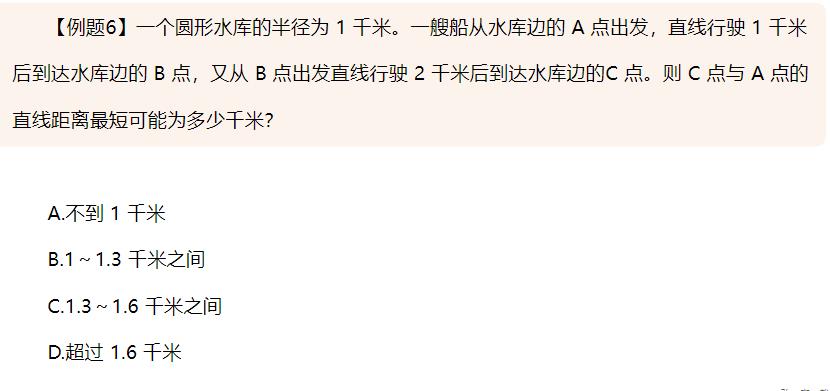 【例题6】一个圆形水库的半径为 1 千米。一艘船从水库边的 A 点出发，直线行驶 1 千米
后到达水库边的 B 点，又从 B 点出发直线行驶 2 千米后到达水库边的C 点。则 C 点与 A 点的
直线距离最短可能为多少千米？
A.不到 1 千米
B.1～1.3 千米之间
C.1.3～1.6 千米之间
D.超过 1.6 千米